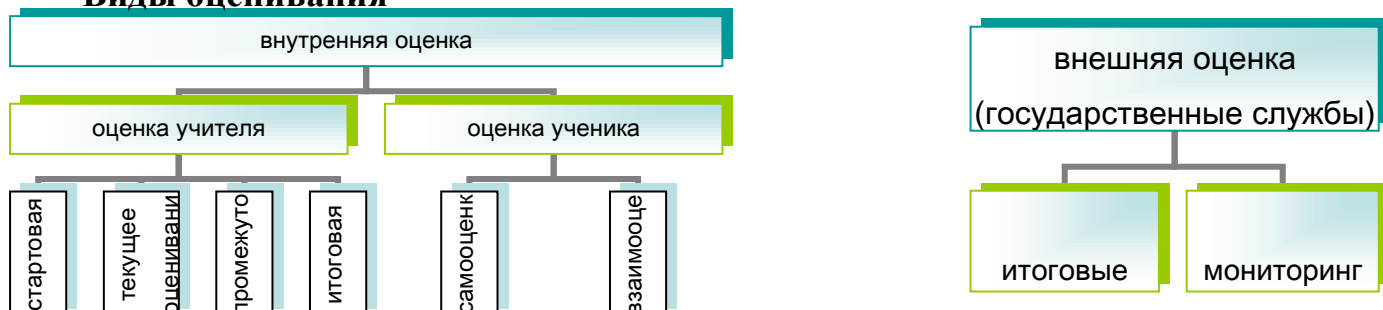 Виды оценивания
внутренняя оценка
оценка учителя
оценка ученика
стартовая
текущее
оценивани
промежуто
итоговая
самооценк
взаимооце
внешняя оценка
(государственные службы)
итоговые
мониторинг